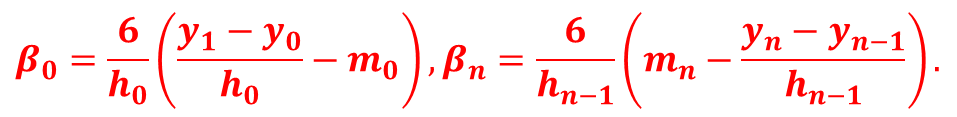 β₀ = 6/h₀ ( (y₁ − y₀)/h₀ − m₀ ), βₙ = 6/hₙ₋₁ ( mₙ − (yₙ − yₙ₋₁)/hₙ₋₁ ).